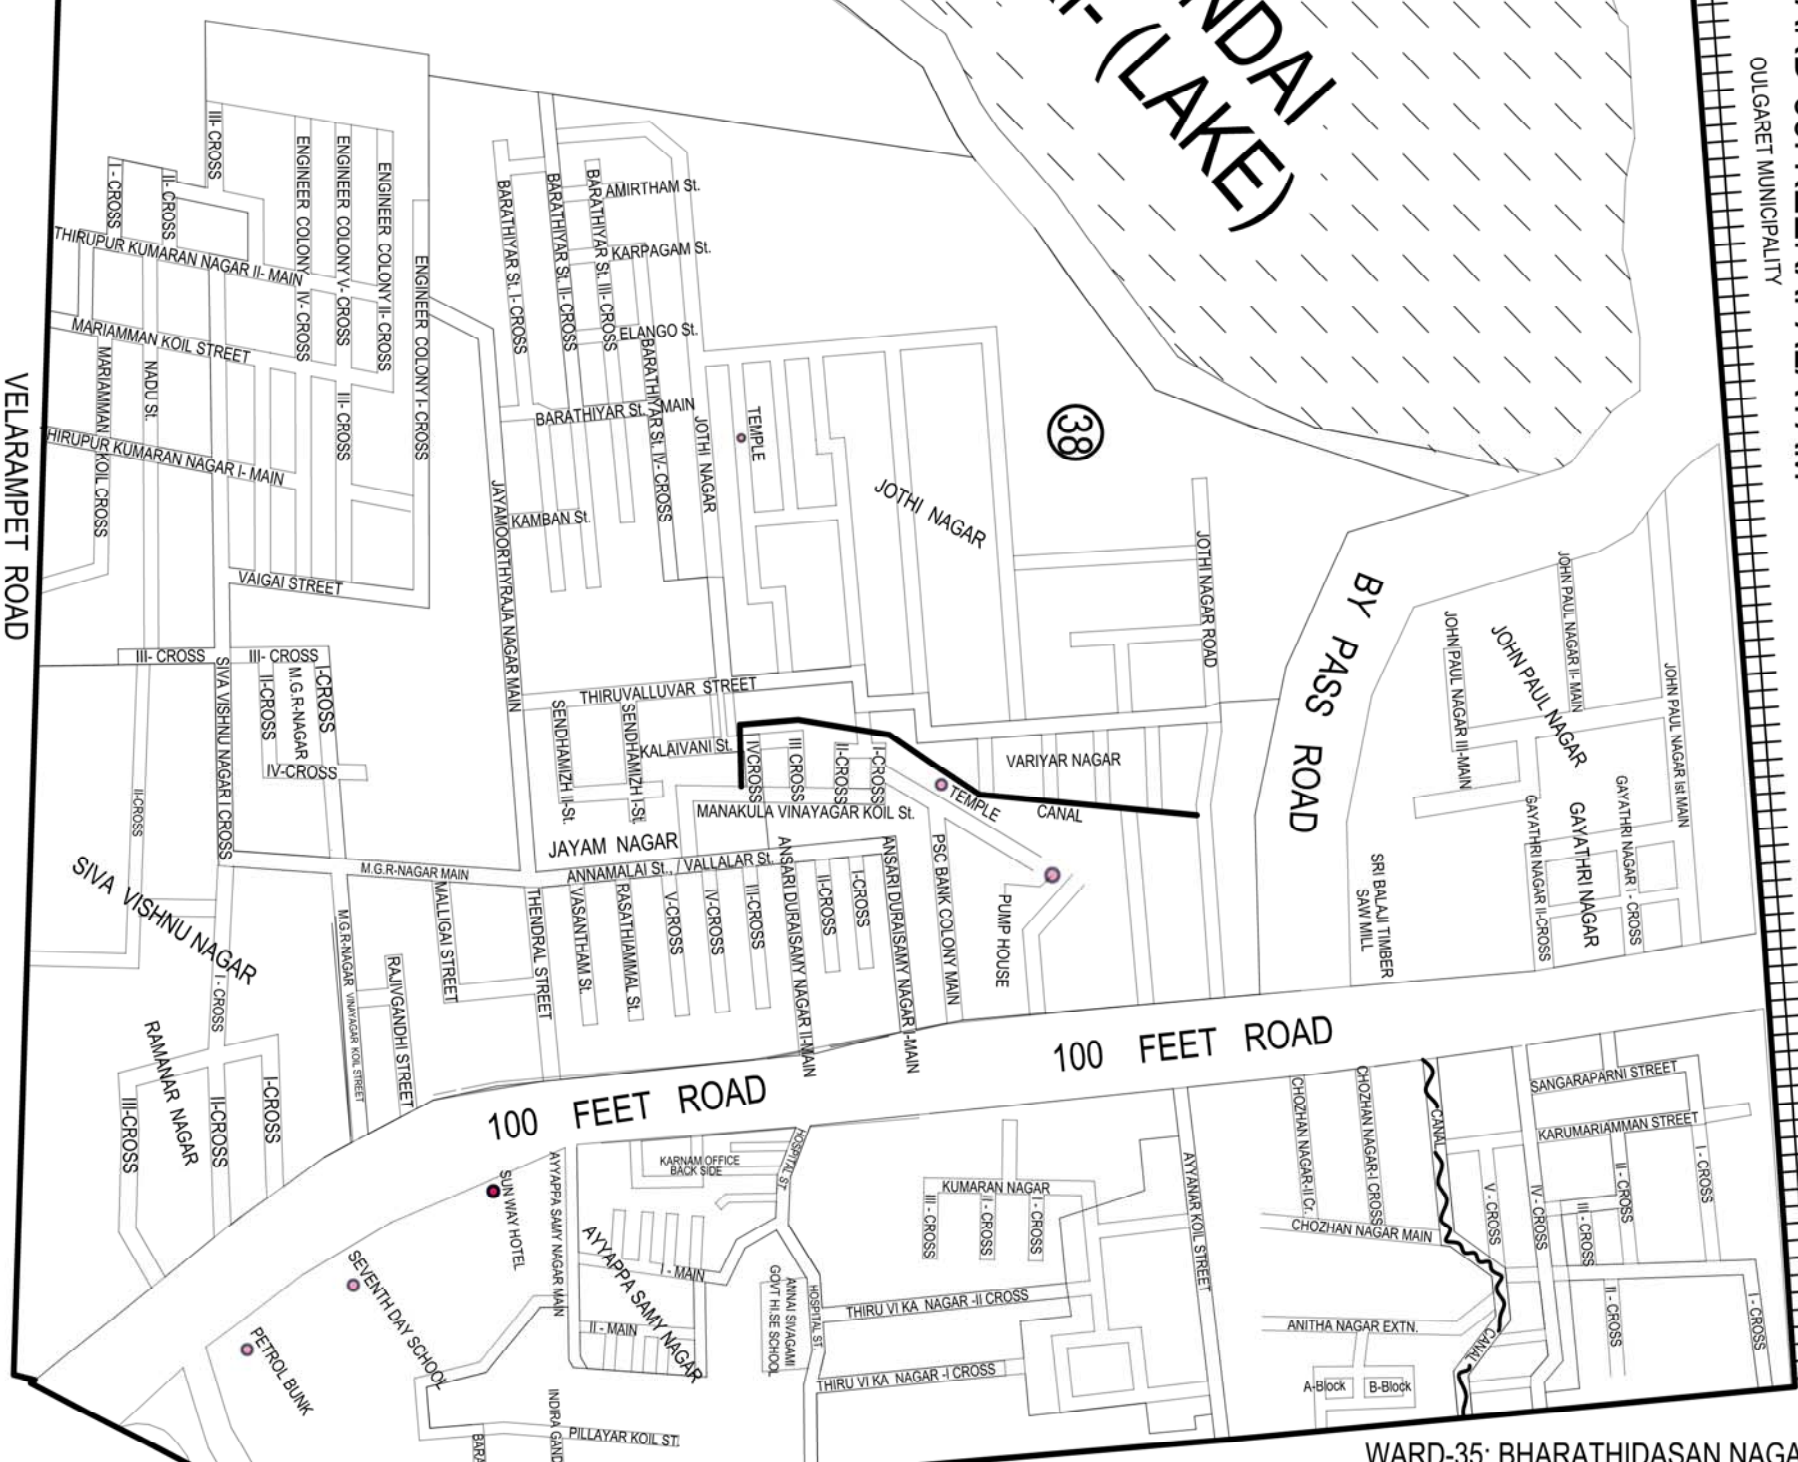 NDAI
I- (LAKE)
OULGARET MUNICIPALITY
III- CROSS
I - CROSS
II- CROSS
ENGINEER COLONY IV- CROSS
ENGINEER COLONY V- CROSS
ENGINEER COLONY II- CROSS
ENGINEER COLONY I- CROSS
THIRUPUR KUMARAN NAGAR II- MAIN
MARIAMMAN KOIL STREET
MARIAMMAN KOIL CROSS
NADU St.
III- CROSS
HIRUPUR KUMARAN NAGAR I- MAIN
VAIGAI STREET
VELARAMPET ROAD
BARATHIYAR St. I- CROSS
BARATHIYAR St. II- CROSS
BARATHIYAR St. III- CROSS
AMIRTHAM St.
KARPAGAM St.
ELANGO St.
BARATHIYAR St. IV- CROSS
BARATHIYAR St. MAIN
KAMBAN St.
JAYAMOORTHYRAJA NAGAR MAIN
JOTHI NAGAR
TEMPLE
38
JOTHI NAGAR
JOTHI NAGAR ROAD
BY PASS ROAD
JOHN PAUL NAGAR II- MAIN
JOHN PAUL NAGAR III-MAIN
JOHN PAUL NAGAR
JOHN PAUL NAGAR Ist MAIN
GAYATHRI NAGAR II-CROSS
GAYATHRI NAGAR
GAYATHRI NAGAR I - CROSS
SRI BALAJI TIMBER
SAW MILL
III- CROSS
III- CROSS
SIVA VISHNU NAGAR I CROSS
II-CROSS
M.G.R-NAGAR
I-CROSS
IV-CROSS
II-CROSS
THIRUVALLUVAR STREET
SENDHAMIZH II-St.
SENDHAMIZH I-St.
KALAIVANI St.
IV CROSS
III CROSS
II-CROSS
I-CROSS
VARIYAR NAGAR
TEMPLE
CANAL
MANAKULA VINAYAGAR KOIL St.
JAYAM NAGAR
ANNAMALAI St., / VALLALAR St.
M.G.R-NAGAR MAIN
SIVA VISHNU NAGAR
I - CROSS
M.G.R-NAGAR VINAYAGAR KOIL STREET
RAJIVGANDHI STREET
MALLIGAI STREET
THENDRAL STREET
VASANTHAM St.
RASATHIAMMAL St.
V-CROSS
IV-CROSS
III-CROSS
ANSARI DURAISAMY NAGAR II-MAIN
II-CROSS
I-CROSS
ANSARI DURAISAMY NAGAR I-MAIN
PSC BANK COLONY MAIN
PUMP HOUSE
RAMANAR NAGAR
III-CROSS
II-CROSS
I-CROSS
100 FEET ROAD
100 FEET ROAD
SUN WAY HOTEL
SEVENTH DAY SCHOOL
PETROL BUNK
AYYAPPA SAMY NAGAR MAIN
KARNAM OFFICE
BACK SIDE
HOSPITAL ST.
AYYAPPA SAMY NAGAR
I - MAIN
II - MAIN
GOVT HI.SE SCHOOL
ANNAI SIVAGAMI
HOSPITAL ST.
INDIRA GAND
BARA
PILLAYAR KOIL ST.
KUMARAN NAGAR
III - CROSS
II - CROSS
I - CROSS
THIRU VI KA NAGAR -II CROSS
THIRU VI KA NAGAR -I CROSS
AYYANAR KOIL STREET
CHOZHAN NAGAR-II Cr.
CHOZHAN NAGAR-I CROSS
CHOZHAN NAGAR MAIN
CANAL
SANGARAPARNI STREET
KARUMARIAMMAN STREET
V - CROSS
IV - CROSS
III - CROSS
II - CROSS
I - CROSS
II - CROSS
I - CROSS
ANITHA NAGAR EXTN.
CANAL
A-Block
B-Block
WARD-35: BHARATHIDASAN NAGA